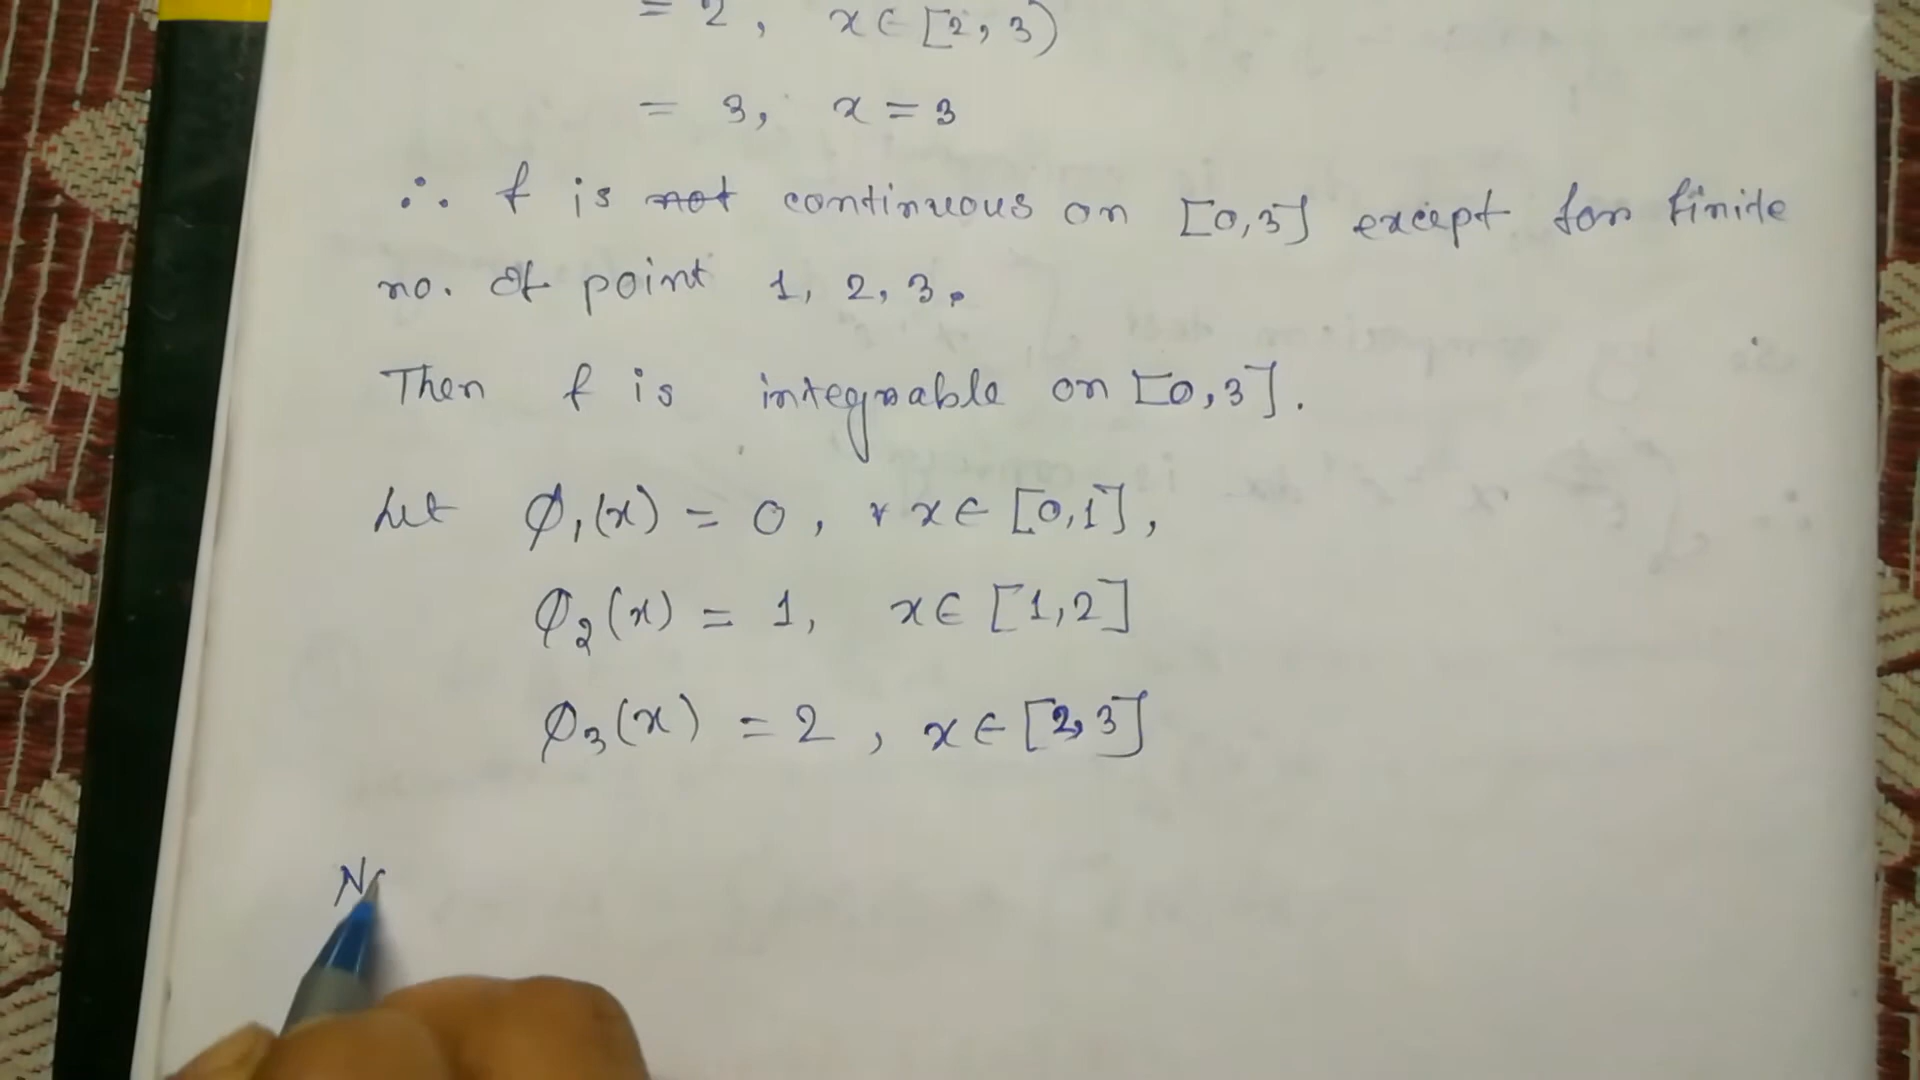 = 2, x ∈ [2, 3)
= 3, x = 3
∴ f is not continuous on [0,3] except for finite
no. of point 1, 2, 3.
Then f is integrable on [0,3].
Let ϕ₁(x) = 0, ∀ x ∈ [0,1],
ϕ₂(x) = 1, x ∈ [1,2]
ϕ₃(x) = 2, x ∈ [2,3]